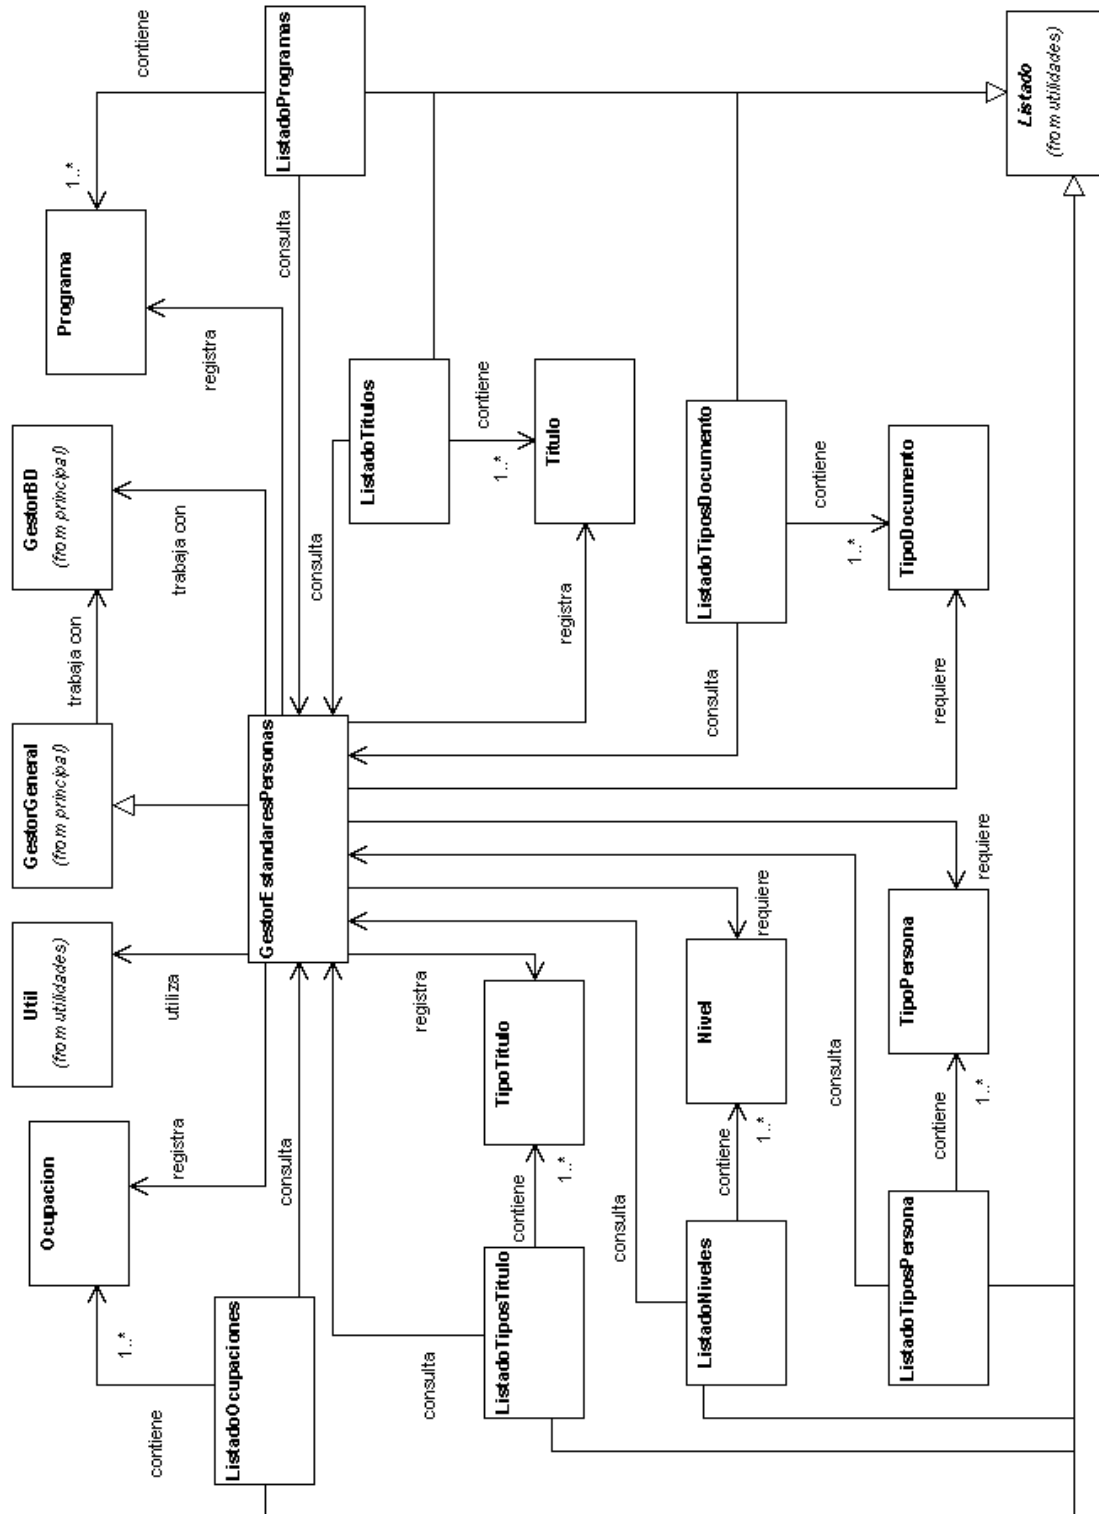 Ocupacion
Util
(from utilidades)
GestorGeneral
(from principal)
GestorBD
(from principal)
Programa
trabaja con
1..*
1..*
contiene
contiene
registra
utiliza
trabaja con
registra
ListadoOcupaciones
GestorEstandaresPersonas
ListadoProgramas
consulta
consulta
consulta
ListadoTitulos
consulta
registra
contiene
1..*
ListadoTiposTitulo
contiene
1..*
TipoTitulo
registra
Titulo
consulta
ListadoNiveles
contiene
1..*
Nivel
requiere
consulta
ListadoTiposDocumento
contiene
1..*
consulta
ListadoTiposPersona
contiene
1..*
TipoPersona
requiere
requiere
TipoDocumento
Listado
(from utilidades)